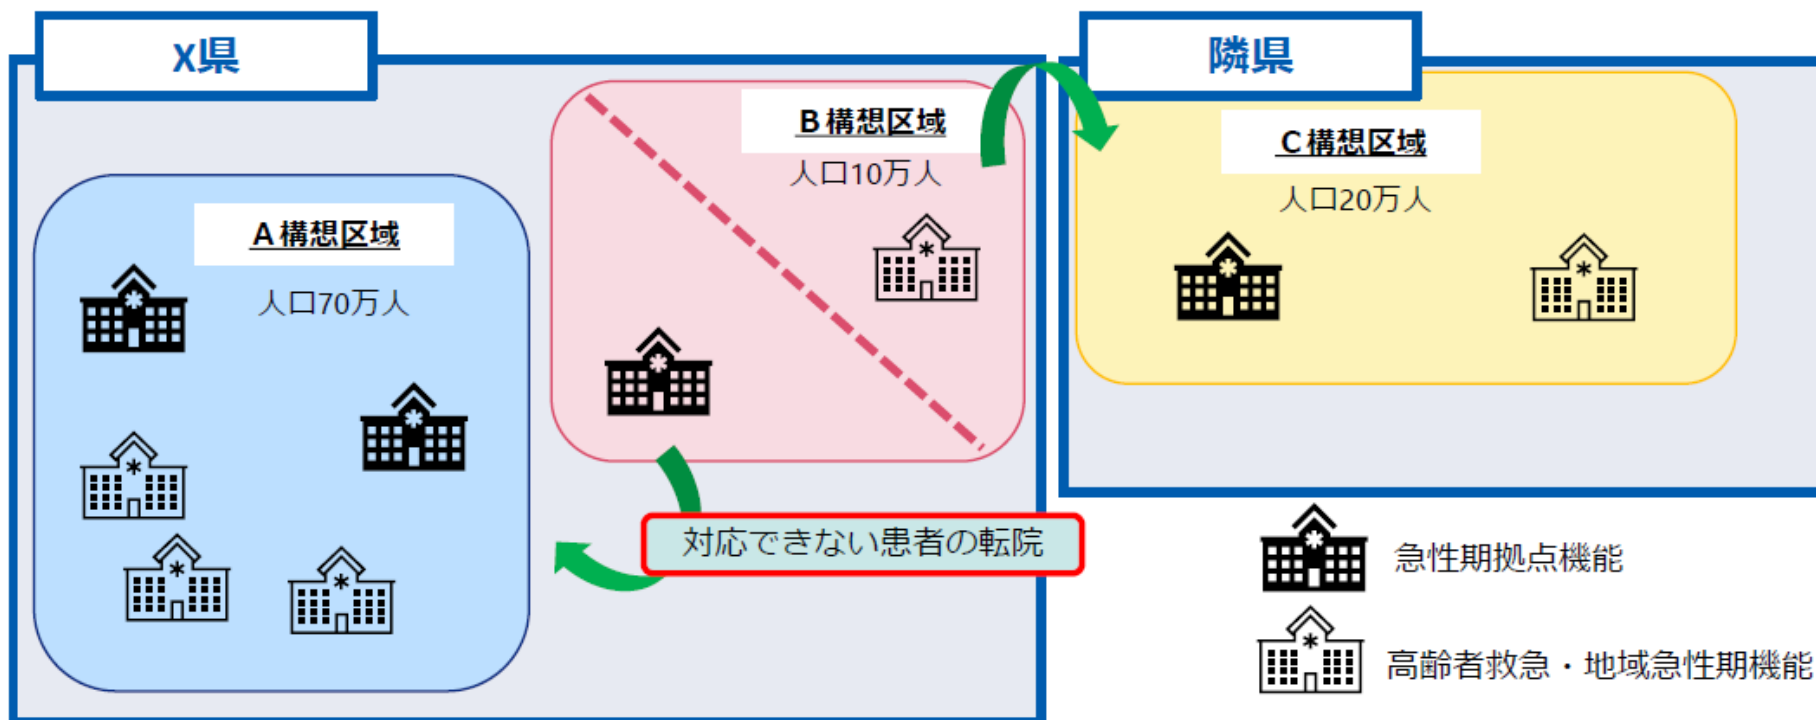 X県
隣県
B構想区域
人口10万人
C構想区域
人口20万人
A構想区域
人口70万人
対応できない患者の転院
急性期拠点機能
高齢者救急・地域急性期機能